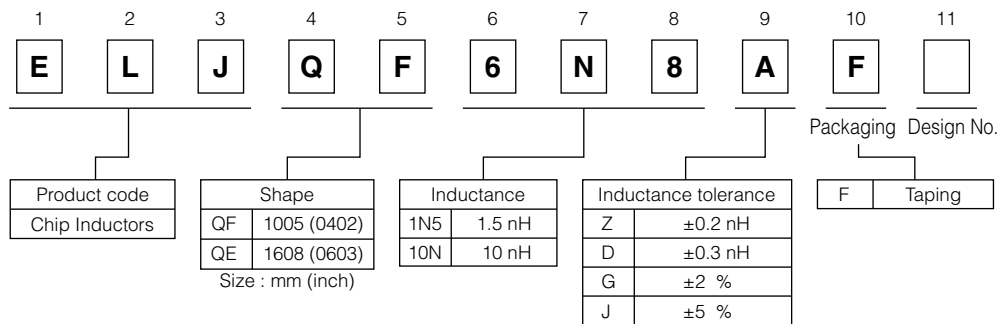 1 2 3 4 5 6 7 8 9 10 11
E L J Q F 6 N 8 A F
Packaging Design No.
Product code
Chip Inductors
Shape
QF 1005 (0402)
QE 1608 (0603)
Size : mm (inch)
Inductance
1N5 1.5 nH
10N 10 nH
Inductance tolerance
Z ±0.2 nH
D ±0.3 nH
G ±2 %
J ±5 %
F Taping